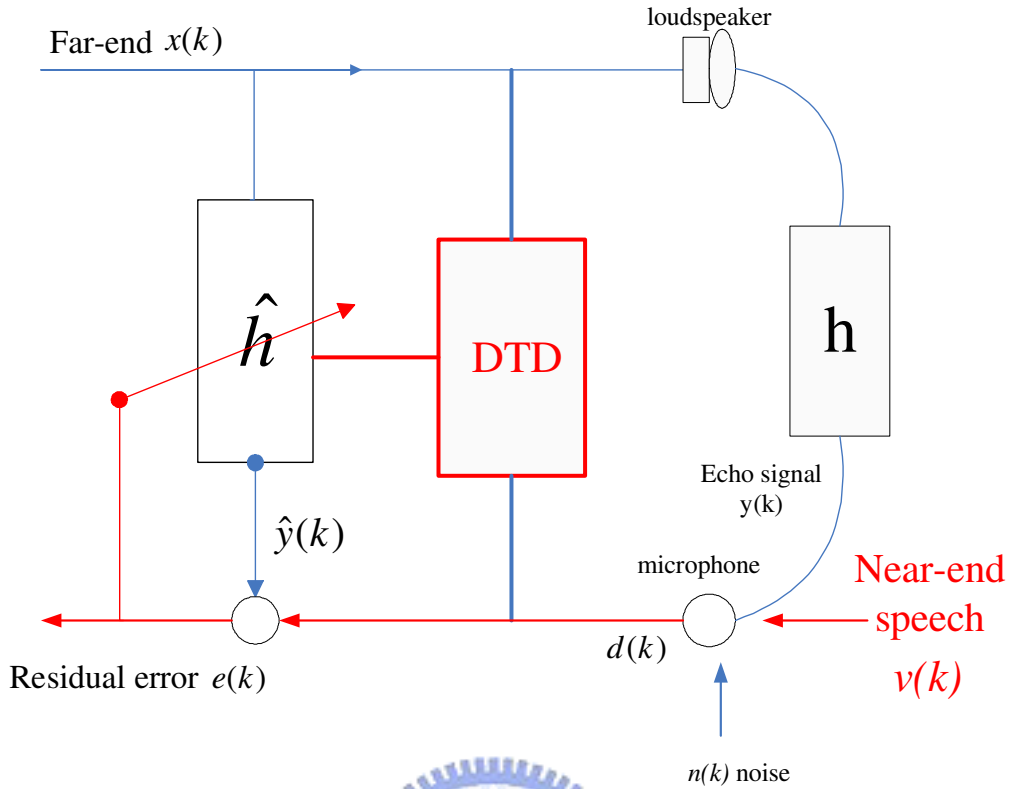 loudspeaker
Far-end x(k)
ĥ
DTD
h
Echo signal
y(k)
ŷ(k)
microphone
Near-end
speech
v(k)
d(k)
Residual error e(k)
n(k) noise